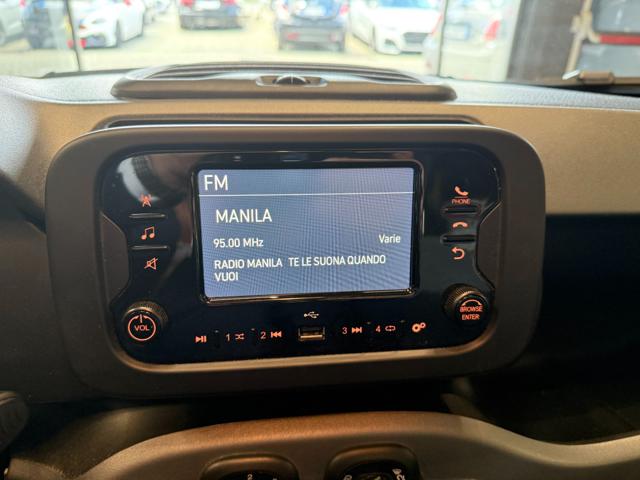 FM
MANILA
95.00 MHz Varie
RADIO MANILA TE LE SUONA QUANDO
VUOI
PHONE
VOL
BROWSE
ENTER
1 2 3 4